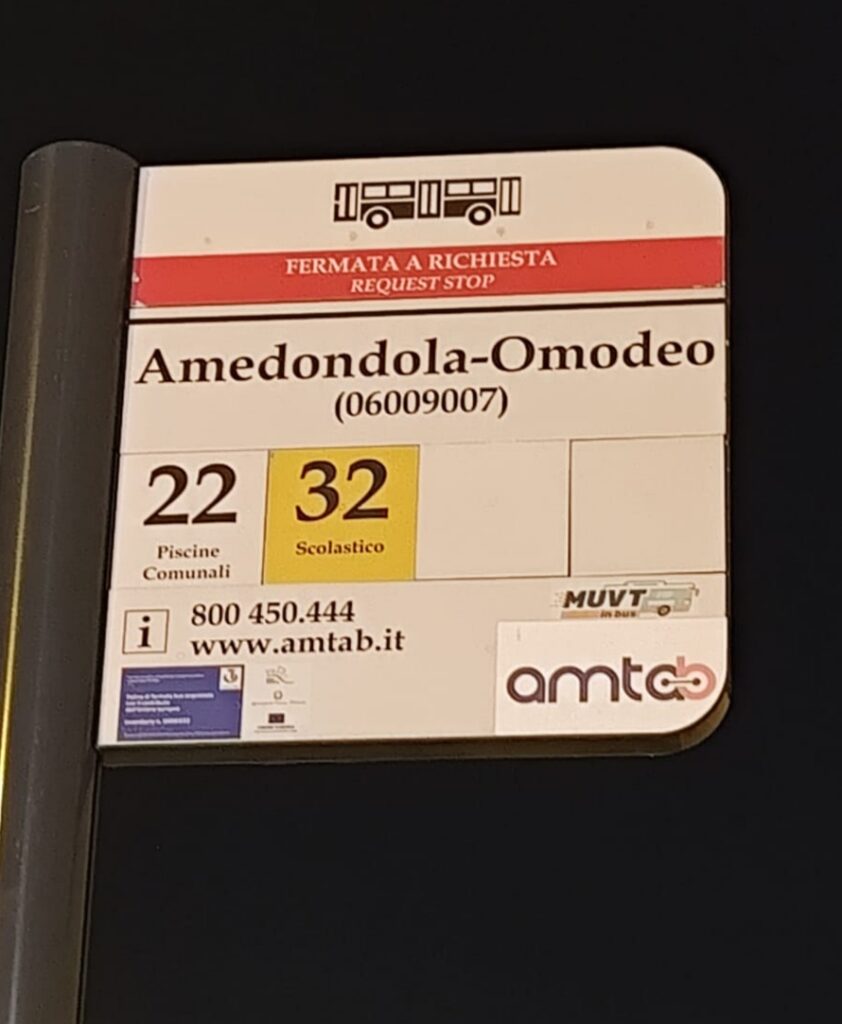 FERMATA A RICHIESTA
REQUEST STOP
Amedondola-Omodeo
(06009007)
22
Piscine
Comunali
32
Scolastico
i
800 450.444
www.amtab.it
MUVT
in bus
amtab